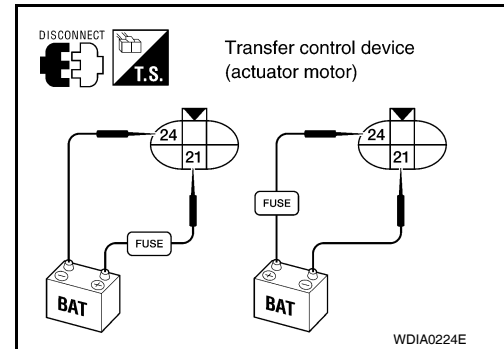 DISCONNECT
T.S.
Transfer control device
(actuator motor)
24
21
FUSE
− +
BAT
24
21
FUSE
+ −
BAT
WDIA0224E